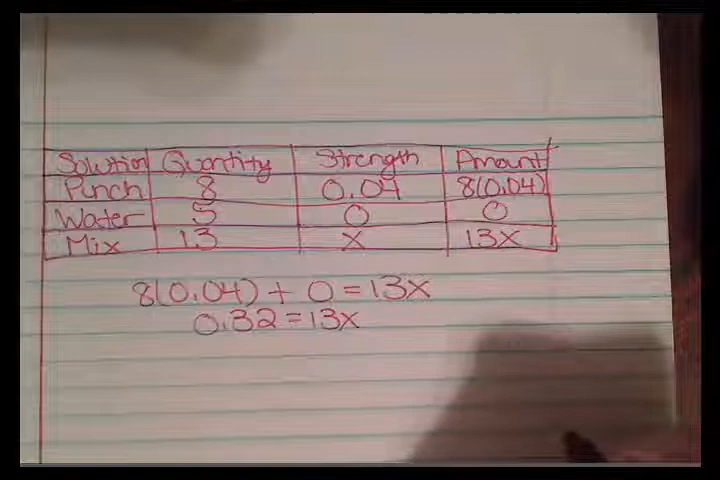 Solution Quantity Strength Amount
Punch 8 0.04 8(0.04)
Water 5 0 0
Mix 13 x 13x
8(0.04) + 0 = 13x
0.32 = 13x